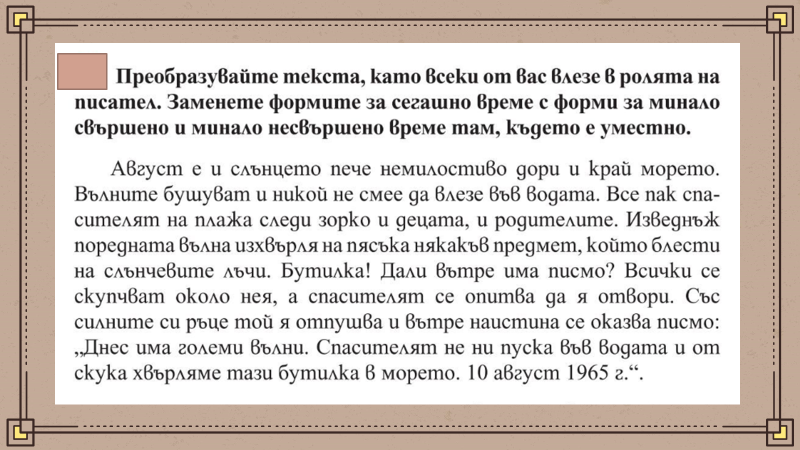 Преобразувайте текста, като всеки от вас влезе в ролята на
писател. Заменете формите за сегашно време с форми за минало
свършено и минало несвършено време там, където е уместно.
Август е и слънцето пече немилостиво дори и край морето.
Вълните бушуват и никой не смее да влезе във водата. Все пак спа-
сителят на плажа следи зорко и децата, и родителите. Изведнъж
поредната вълна изхвърля на пясъка някакъв предмет, който блести
на слънчевите лъчи. Бутилка! Дали вътре има писмо? Всички се
скупчват около нея, а спасителят се опитва да я отвори. Със
силните си ръце той я отпушва и вътре наистина се оказва писмо:
„Днес има големи вълни. Спасителят не ни пуска във водата и от
скука хвърляме тази бутилка в морето. 10 август 1965 г.“.